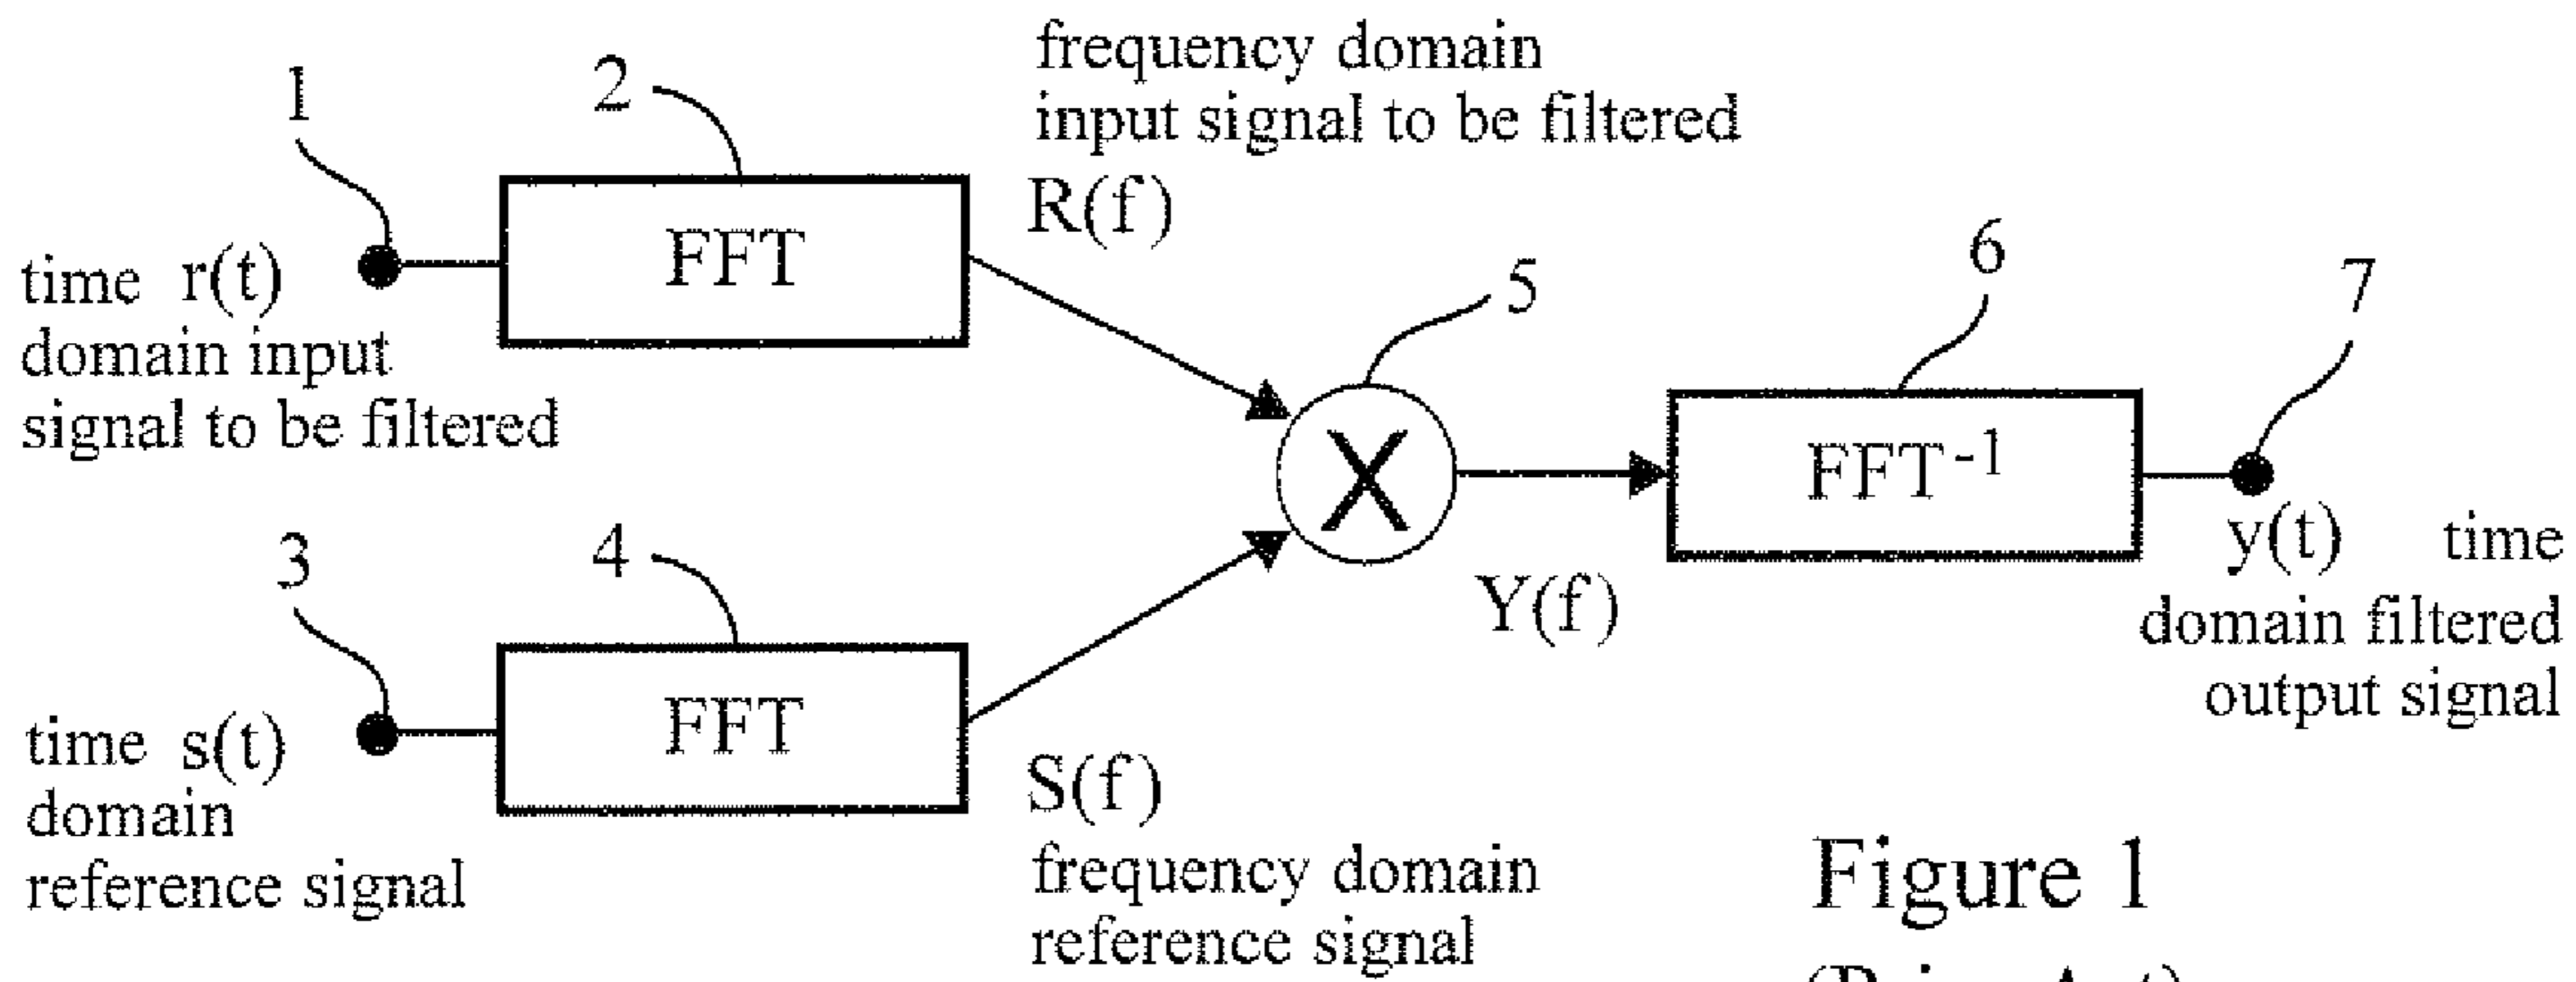 frequency domain
input signal to be filtered
1
2
R(f)
FFT
time r(t)
domain input
signal to be filtered
5
6
7
X
FFT-1
3
4
Y(f)
y(t) time
domain filtered
output signal
FFT
time s(t)
domain
reference signal
S(f)
frequency domain
reference signal
Figure 1